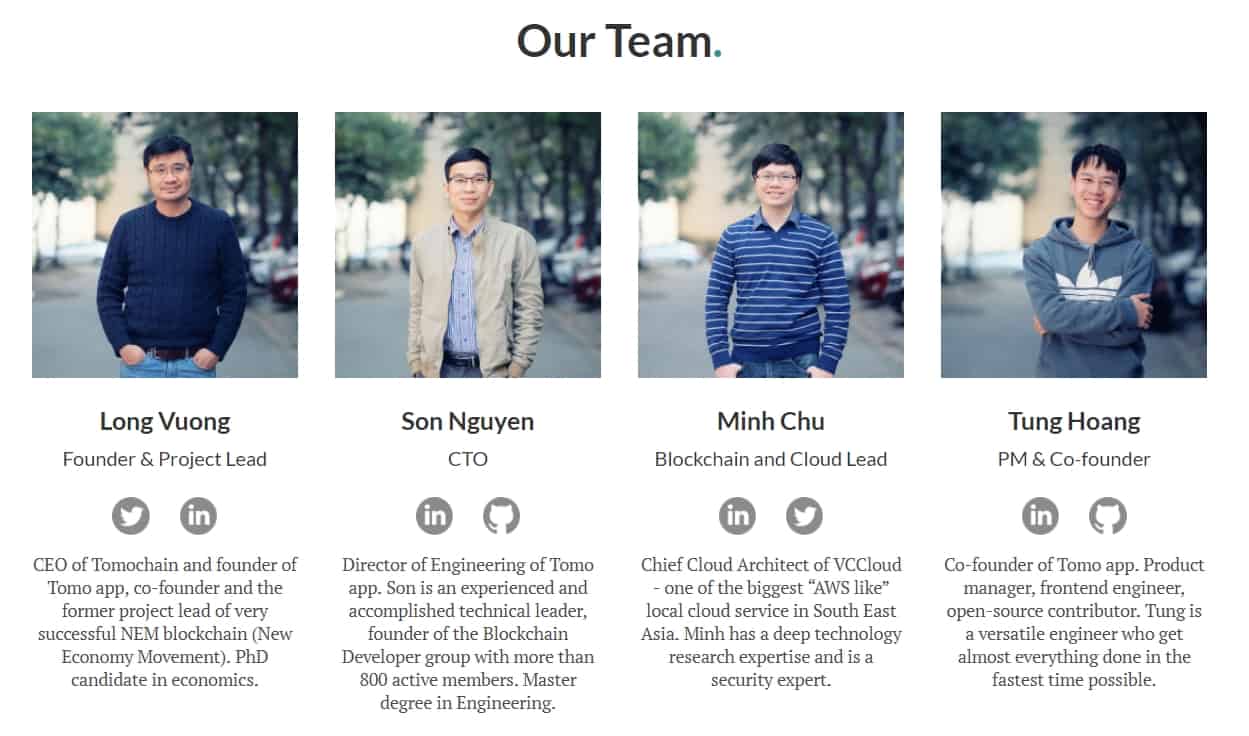 Our Team.
Long Vuong
Founder & Project Lead
CEO of Tomochain and founder of
Tomo app, co-founder and the
former project lead of very
successful NEM blockchain (New
Economy Movement). PhD
candidate in economics.
Son Nguyen
CTO
Director of Engineering of Tomo
app. Son is an experienced and
accomplished technical leader,
founder of the Blockchain
Developer group with more than
800 active members. Master
degree in Engineering.
Minh Chu
Blockchain and Cloud Lead
Chief Cloud Architect of VCCloud
- one of the biggest “AWS like”
local cloud service in South East
Asia. Minh has a deep technology
research expertise and is a
security expert.
Tung Hoang
PM & Co-founder
Co-founder of Tomo app. Product
manager, frontend engineer,
open-source contributor. Tung is
a versatile engineer who get
almost everything done in the
fastest time possible.